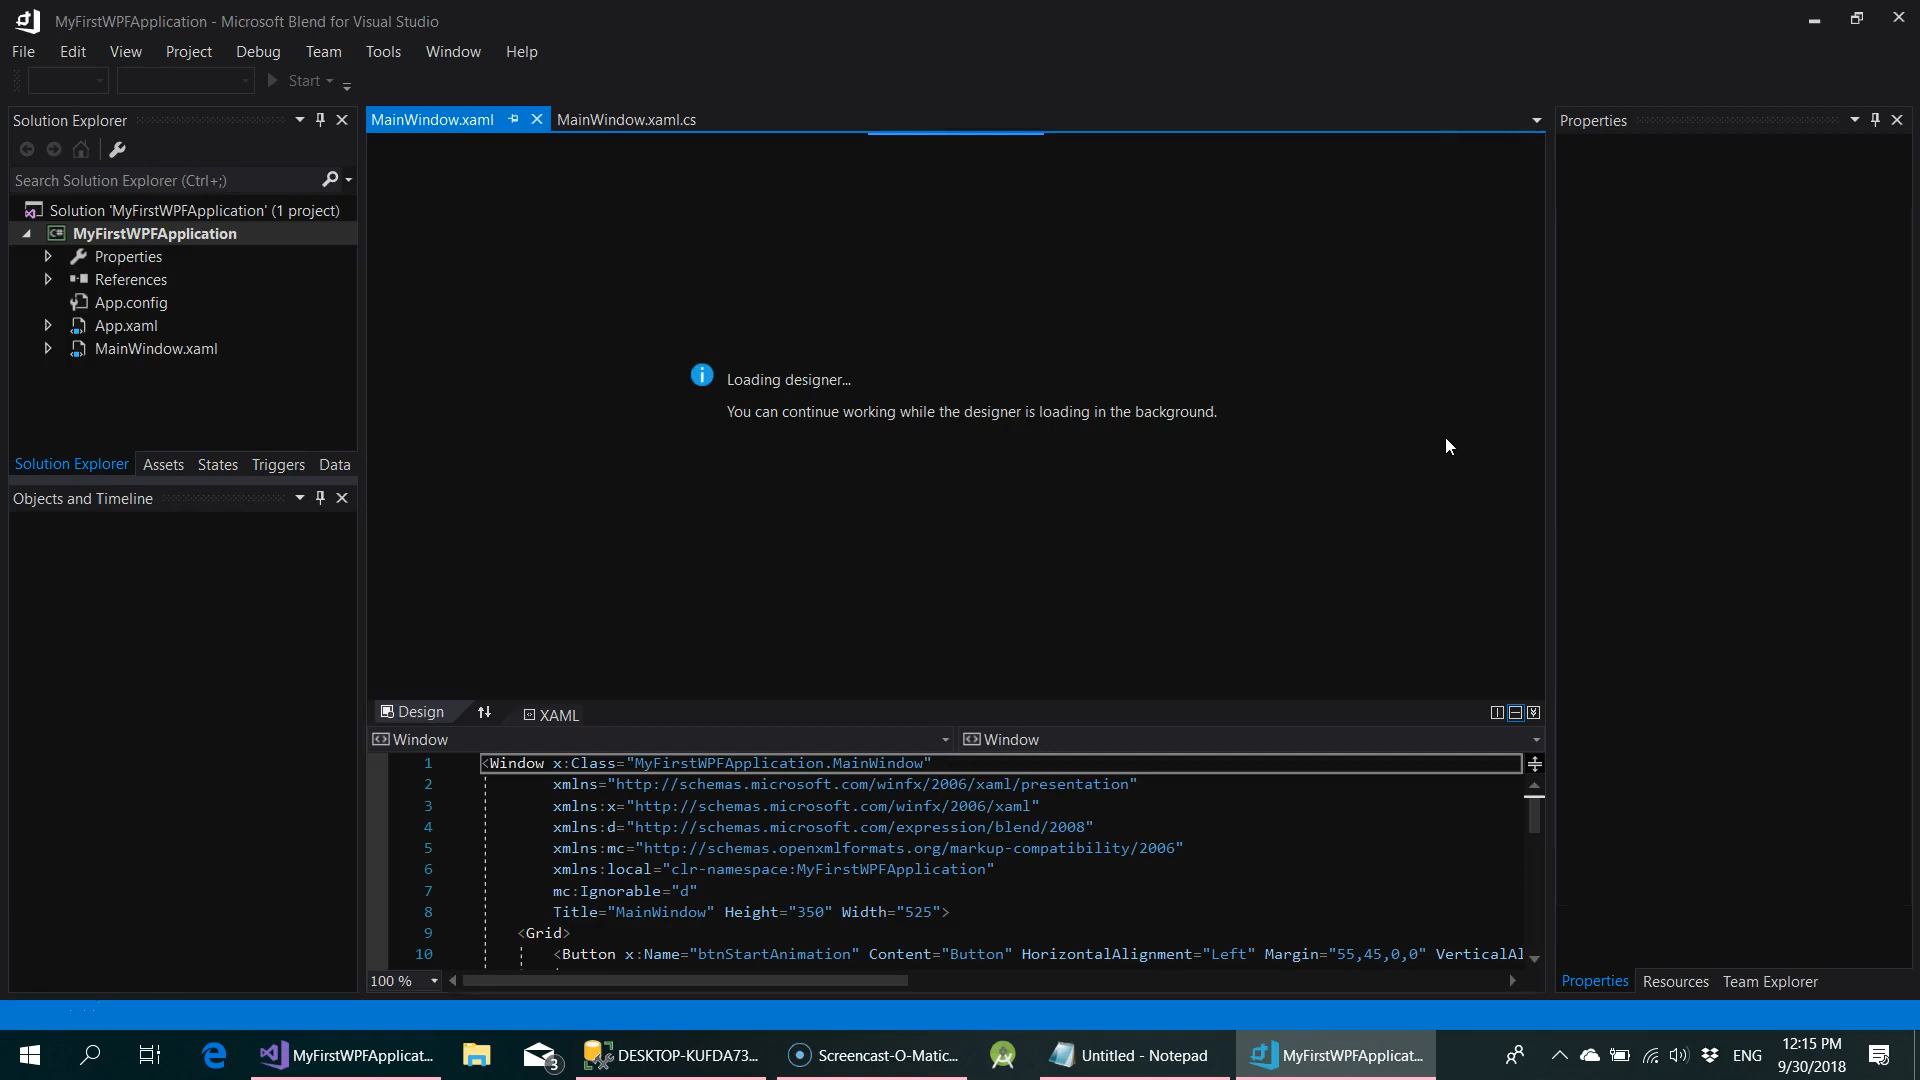 MyFirstWPFApplication - Microsoft Blend for Visual Studio
File Edit View Project Debug Team Tools Window Help
Start
Solution Explorer
Search Solution Explorer (Ctrl+;)
Solution 'MyFirstWPFApplication' (1 project)
MyFirstWPFApplication
Properties
References
App.config
App.xaml
MainWindow.xaml
Solution Explorer Assets States Triggers Data
Objects and Timeline
MainWindow.xaml MainWindow.xaml.cs
Loading designer...
You can continue working while the designer is loading in the background.
Design XAML
Window Window
1 <Window x:Class="MyFirstWPFApplication.MainWindow"
2 xmlns="http://schemas.microsoft.com/winfx/2006/xaml/presentation"
3 xmlns:x="http://schemas.microsoft.com/winfx/2006/xaml"
4 xmlns:d="http://schemas.microsoft.com/expression/blend/2008"
5 xmlns:mc="http://schemas.openxmlformats.org/markup-compatibility/2006"
6 xmlns:local="clr-namespace:MyFirstWPFApplication"
7 mc:Ignorable="d"
8 Title="MainWindow" Height="350" Width="525">
9 <Grid>
10 <Button x:Name="btnStartAnimation" Content="Button" HorizontalAlignment="Left" Margin="55,45,0,0" VerticalAl
100 %
Properties
Properties Resources Team Explorer
MyFirstWPFApplicat... 3 DESKTOP-KUFDA73... Screencast-O-Matic... Untitled - Notepad MyFirstWPFApplicat... ENG
12:15 PM
9/30/2018